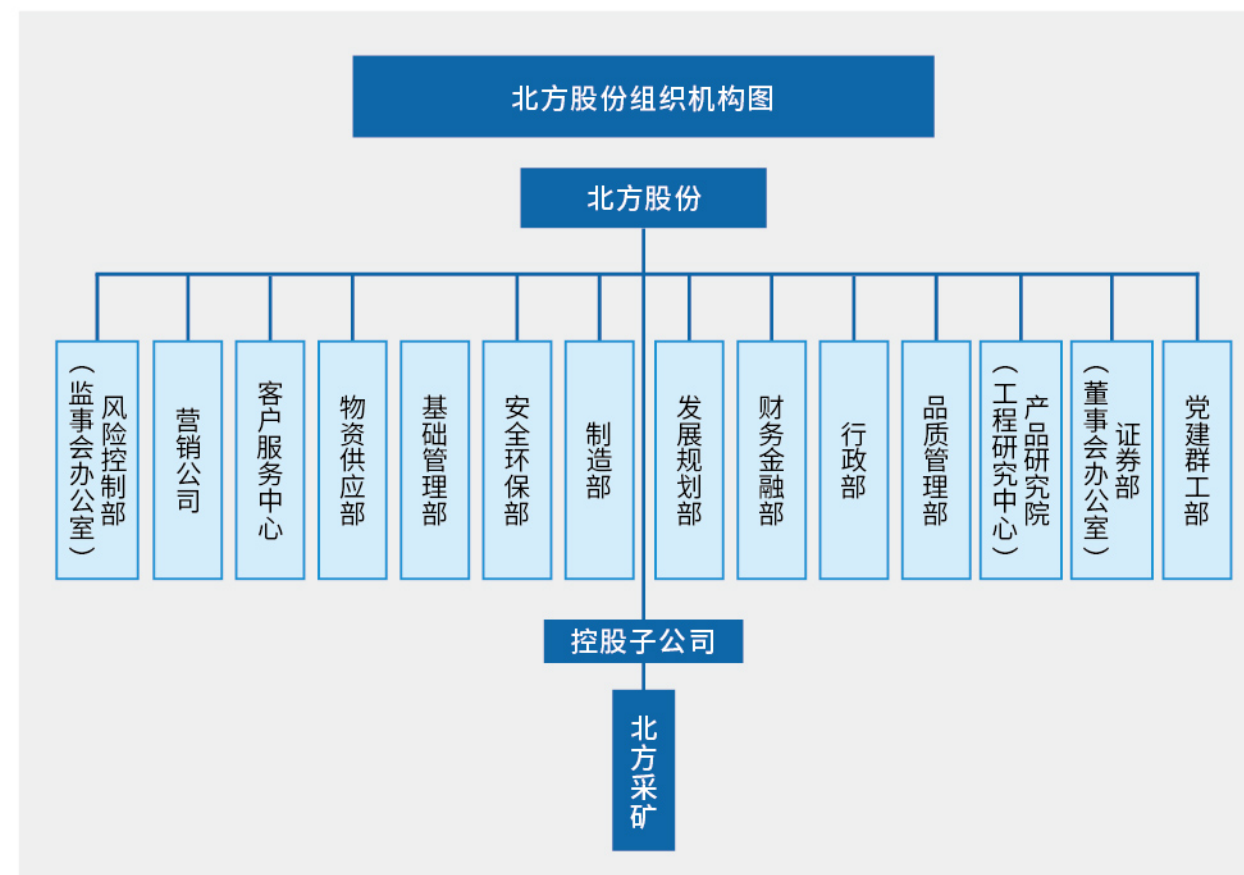 北方股份组织机构图
北方股份
风险控制部
（监事会办公室）
营销公司
客户服务中心
物资供应部
基础管理部
安全环保部
制造部
发展规划部
财务金融部
行政部
品质管理部
产品研究院
（工程研究中心）
证券部
（董事会办公室）
党建群工部
控股子公司
北方采矿